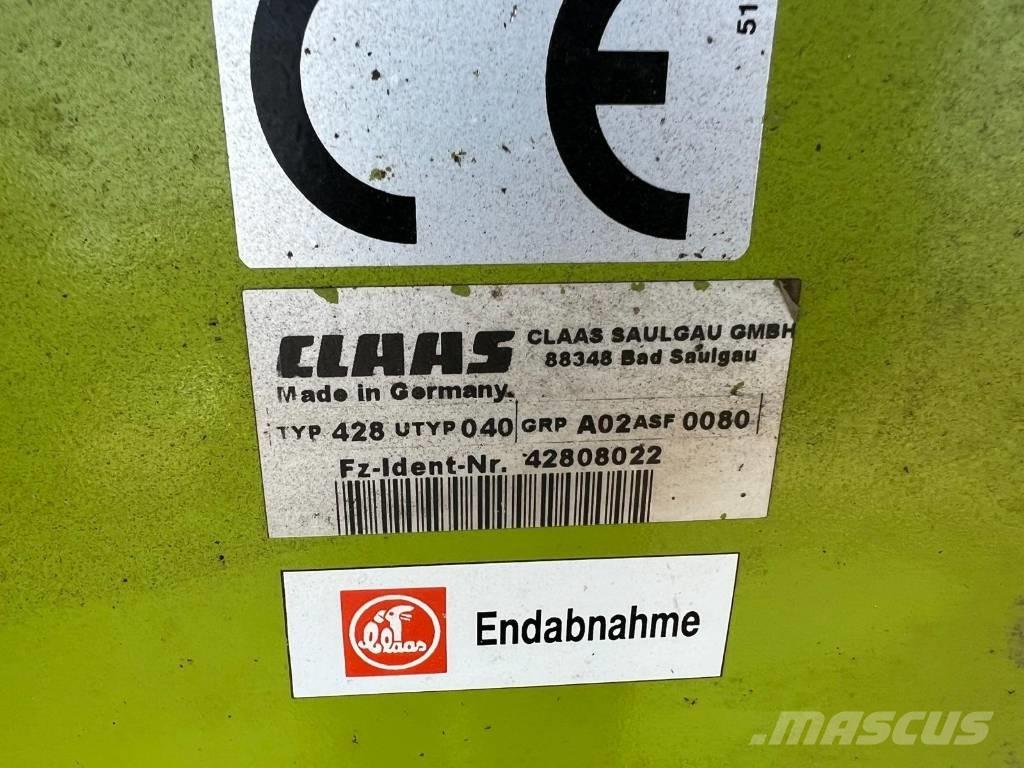 CE
51
CLAAS
CLAAS SAULGAU GMBH
88348 Bad Saulgau
Made in Germany.
TYP 428 UTYP 040 GRP A02 ASF 0080
Fz-Ident-Nr. 42808022
Claas
Endabnahme
MASCUS